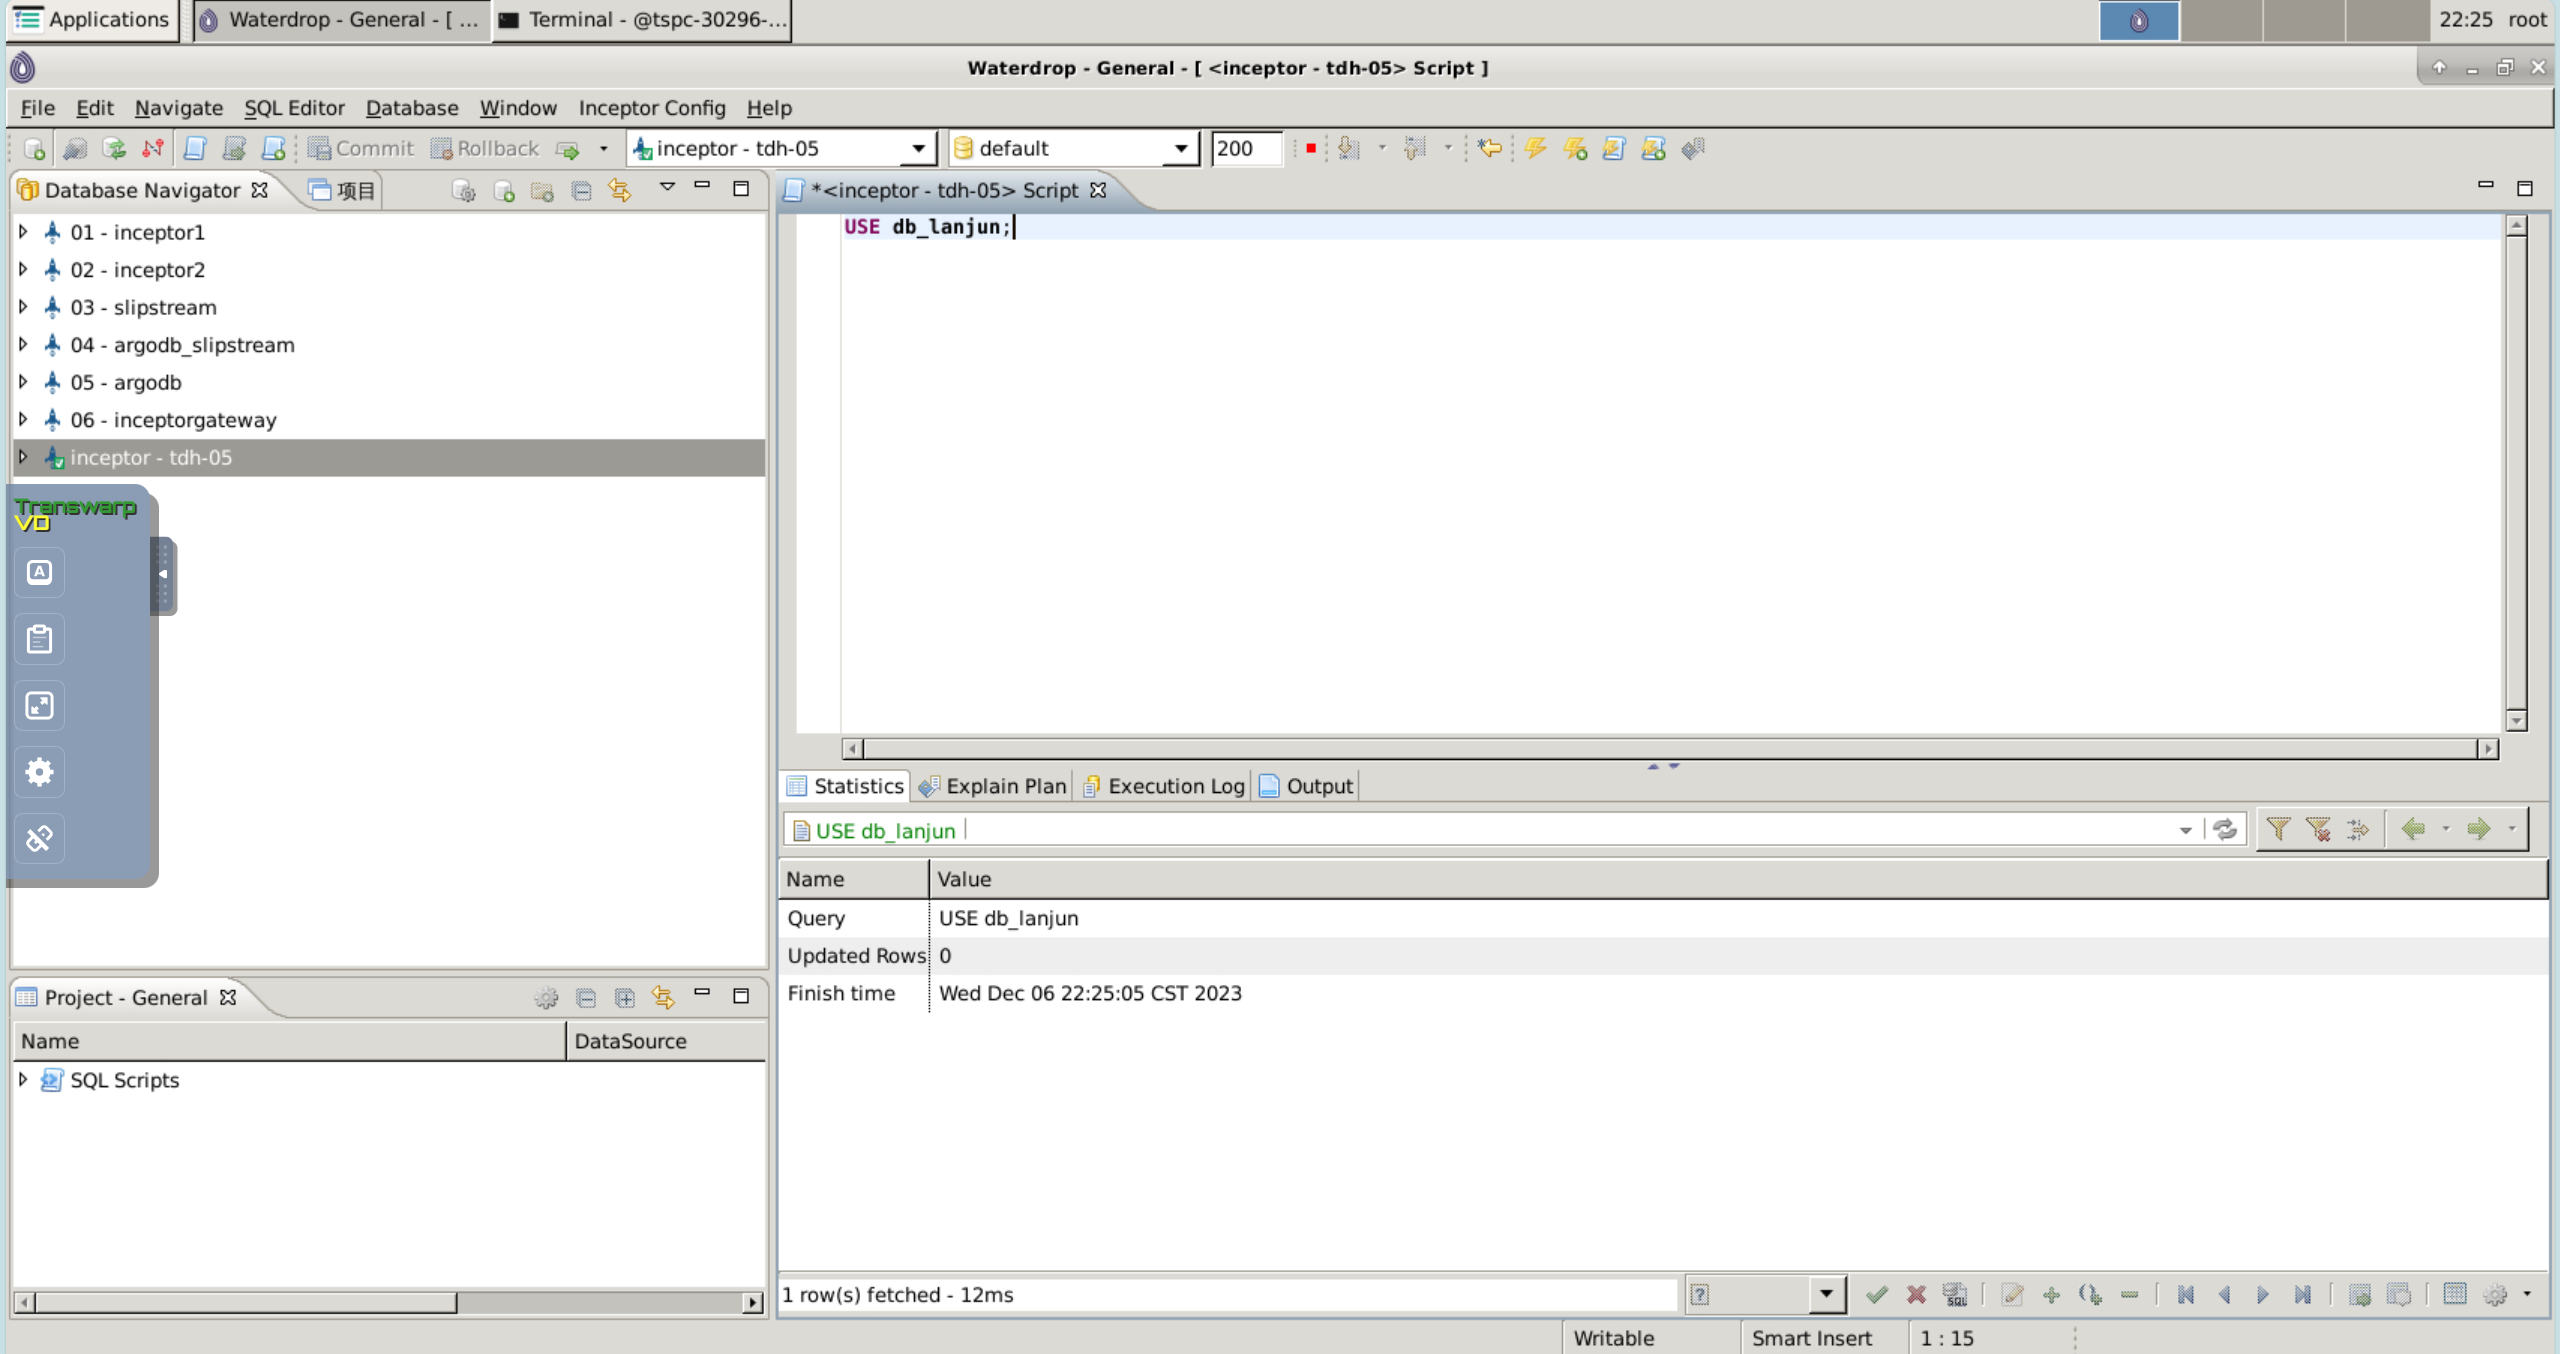 Applications
Waterdrop - General - [ ...
Terminal - @tspc-30296-...
22:25 root
Waterdrop - General - [ <inceptor - tdh-05> Script ]
File Edit Navigate SQL Editor Database Window Inceptor Config Help
Commit Rollback inceptor - tdh-05 default 200
Database Navigator 项目
01 - inceptor1
02 - inceptor2
03 - slipstream
04 - argodb_slipstream
05 - argodb
06 - inceptorgateway
inceptor - tdh-05
Transwarp
VD
A
Project - General
Name DataSource
SQL Scripts
*<inceptor - tdh-05> Script
USE db_lanjun;
Statistics Explain Plan Execution Log Output
USE db_lanjun
Name Value
Query USE db_lanjun
Updated Rows 0
Finish time Wed Dec 06 22:25:05 CST 2023
1 row(s) fetched - 12ms
?
SQL
Writable Smart Insert 1 : 15